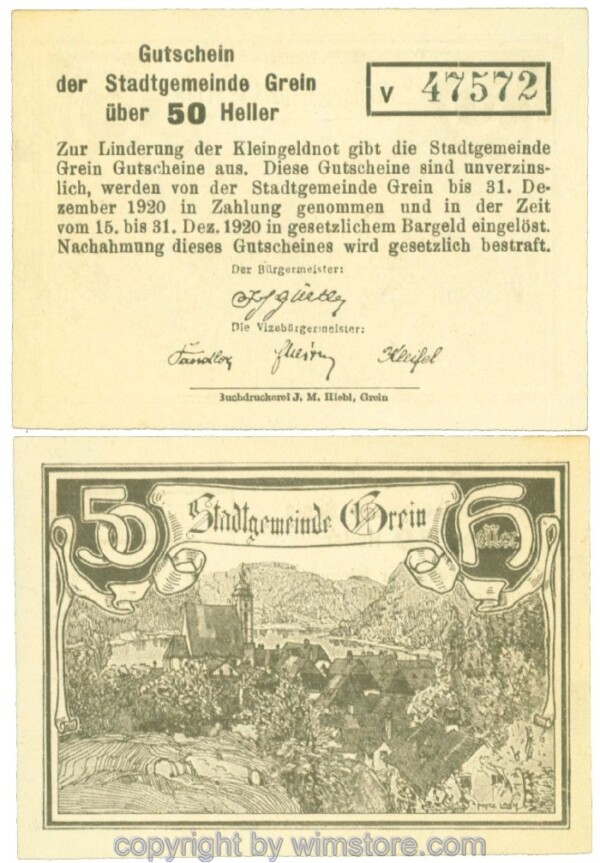 Gutschein
der Stadtgemeinde Grein
über 50 Heller
V 47572
Zur Linderung der Kleingeldnot gibt die Stadtgemeinde
Grein Gutscheine aus. Diese Gutscheine sind unverzins-
lich, werden von der Stadtgemeinde Grein bis 31. De-
zember 1920 in Zahlung genommen und in der Zeit
vom 15. bis 31. Dez. 1920 in gesetzlichem Bargeld eingelöst.
Nachahmung dieses Gutscheines wird gesetzlich bestraft.
Der Bürgermeister:
Die Vizebürgermeister:
Buchdruckerei J. M. Hiebl, Grein
50 Stadtgemeinde Grein Heller
copyright by wimstore.com